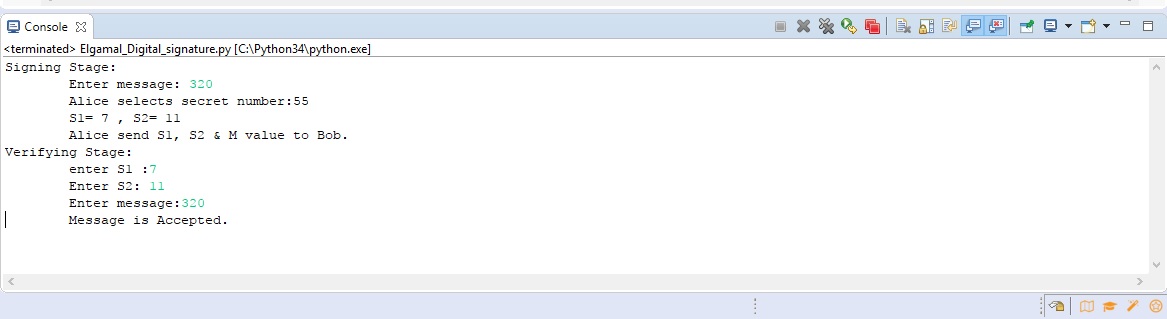 Console
<terminated> Elgamal_Digital_signature.py [C:\Python34\python.exe]
Signing Stage:
Enter message: 320
Alice selects secret number:55
S1= 7 , S2= 11
Alice send S1, S2 & M value to Bob.
Verifying Stage:
enter S1 :7
Enter S2: 11
Enter message:320
Message is Accepted.